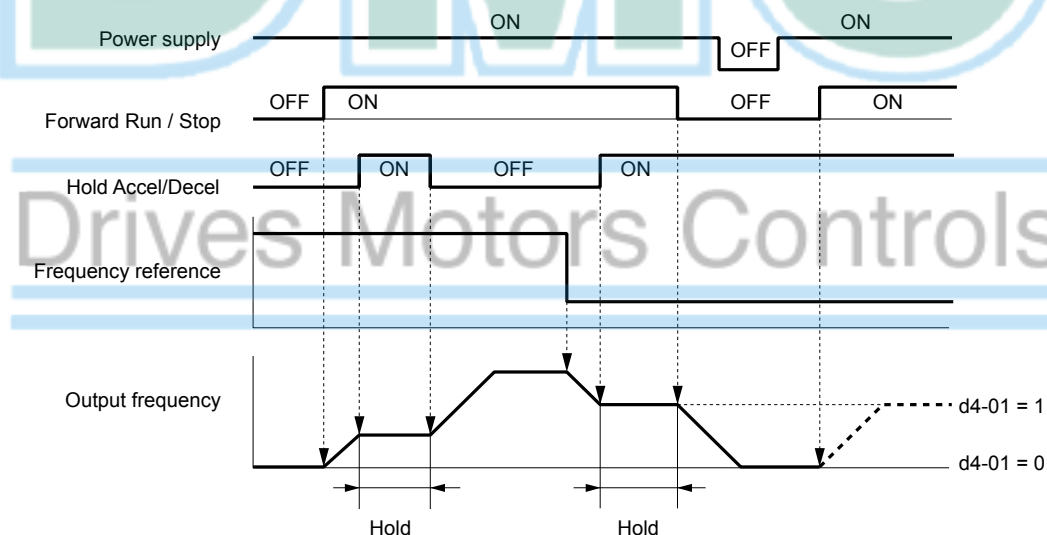 ON
ON
Power supply
OFF
OFF
ON
OFF
ON
Forward Run / Stop
OFF
ON
OFF
ON
Hold Accel/Decel
Drives Motors Controls
Frequency reference
Output frequency
d4-01 = 1
d4-01 = 0
Hold
Hold